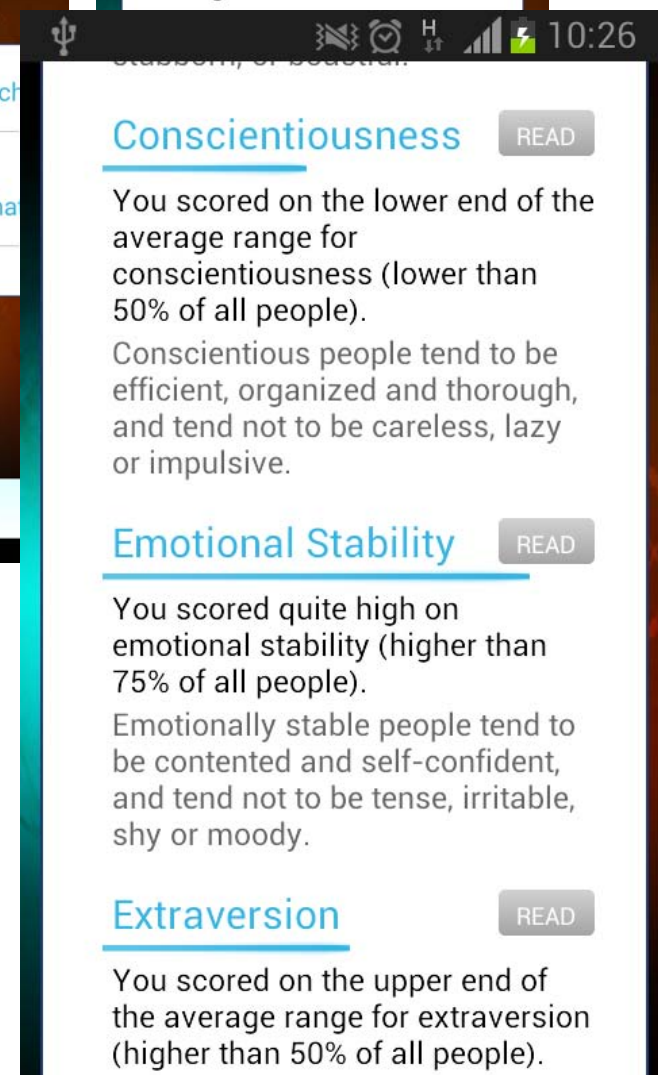 H 10:26
Conscientiousness READ
You scored on the lower end of the
average range for
conscientiousness (lower than
50% of all people).
Conscientious people tend to be
efficient, organized and thorough,
and tend not to be careless, lazy
or impulsive.
Emotional Stability READ
You scored quite high on
emotional stability (higher than
75% of all people).
Emotionally stable people tend to
be contented and self-confident,
and tend not to be tense, irritable,
shy or moody.
Extraversion READ
You scored on the upper end of
the average range for extraversion
(higher than 50% of all people).